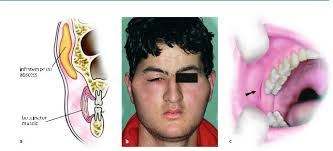 infratemporal
abscess
buccinator
muscle
a
b
c